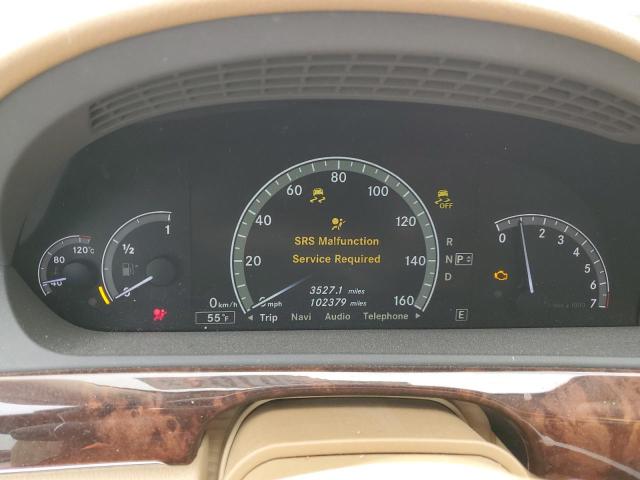 120°C
80
40
1
½
0
0 km/h
55°F
60
80
100
40
120
20
140
160
mph
SRS Malfunction
Service Required
3527.1 miles
102379 miles
Trip Navi Audio Telephone
OFF
R
N P
D
E
0 1 2
3
4
5
6
7